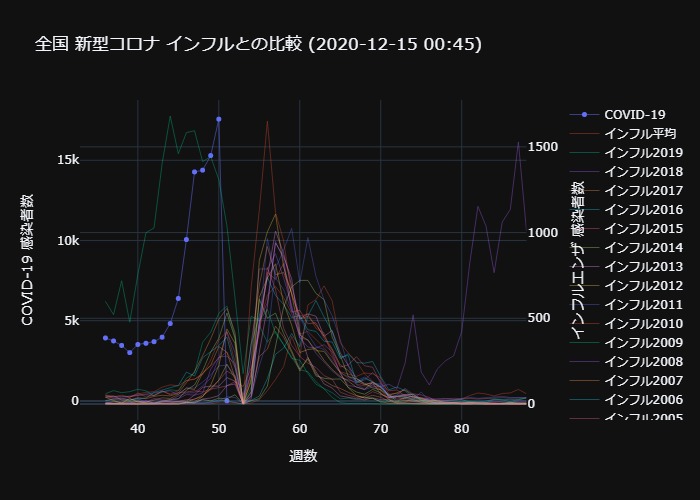 全国 新型コロナ インフルとの比較 (2020-12-15 00:45)
COVID-19 感染者数
15k
10k
5k
0
40
50
60
70
80
週数
1500
1000
500
0
インフルエンザ 感染者数
COVID-19
インフル平均
インフル2019
インフル2018
インフル2017
インフル2016
インフル2015
インフル2014
インフル2013
インフル2012
インフル2011
インフル2010
インフル2009
インフル2008
インフル2007
インフル2006
インフル2005